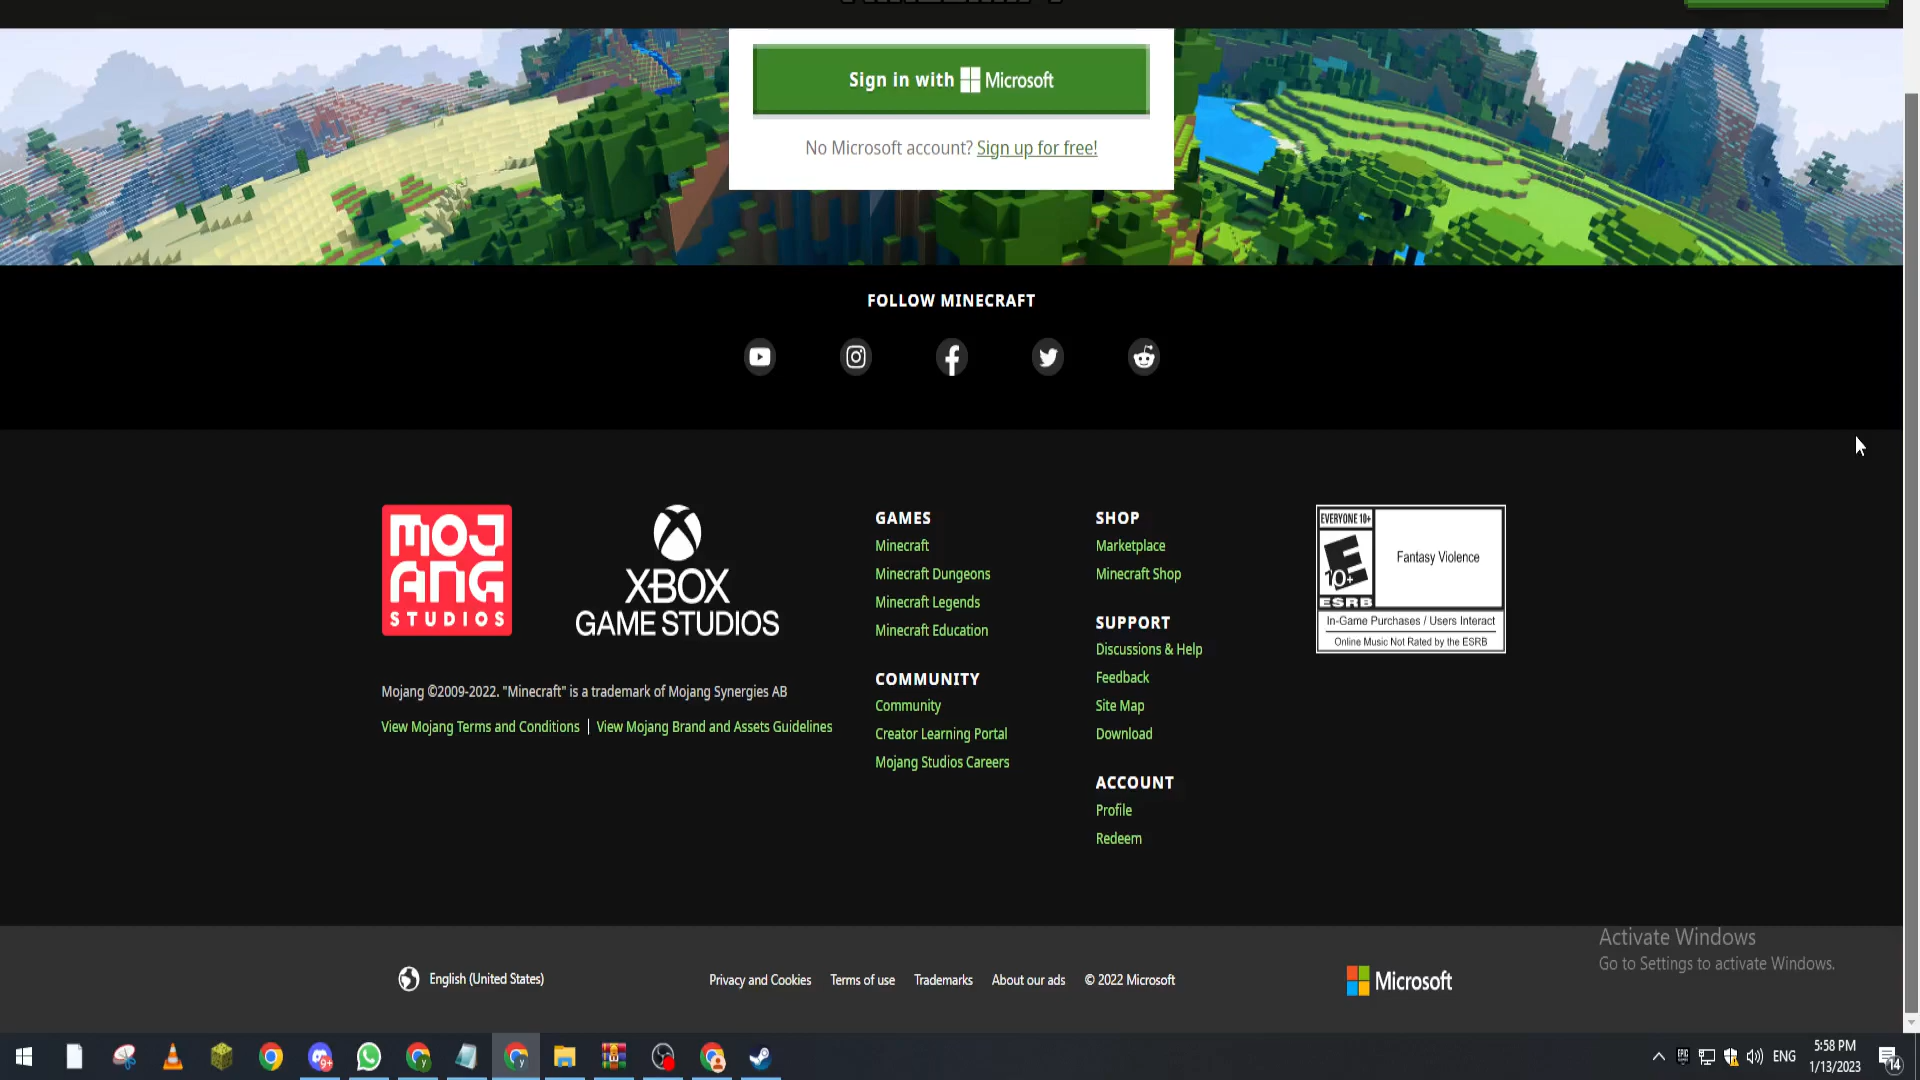 Sign in with Microsoft
No Microsoft account? Sign up for free!
FOLLOW MINECRAFT
MOJANG STUDIOS
XBOX
GAME STUDIOS
Mojang ©2009-2022. "Minecraft" is a trademark of Mojang Synergies AB
View Mojang Terms and Conditions | View Mojang Brand and Assets Guidelines
GAMES
Minecraft
Minecraft Dungeons
Minecraft Legends
Minecraft Education
COMMUNITY
Community
Creator Learning Portal
Mojang Studios Careers
SHOP
Marketplace
Minecraft Shop
SUPPORT
Discussions & Help
Feedback
Site Map
Download
ACCOUNT
Profile
Redeem
EVERYONE 10+
E
10+
ESRB
Fantasy Violence
In-Game Purchases / Users Interact
Online Music Not Rated by the ESRB
Activate Windows
Go to Settings to activate Windows.
English (United States)
Privacy and Cookies
Terms of use
Trademarks
About our ads
© 2022 Microsoft
Microsoft
9+
ENG
5:58 PM
1/13/2023
14